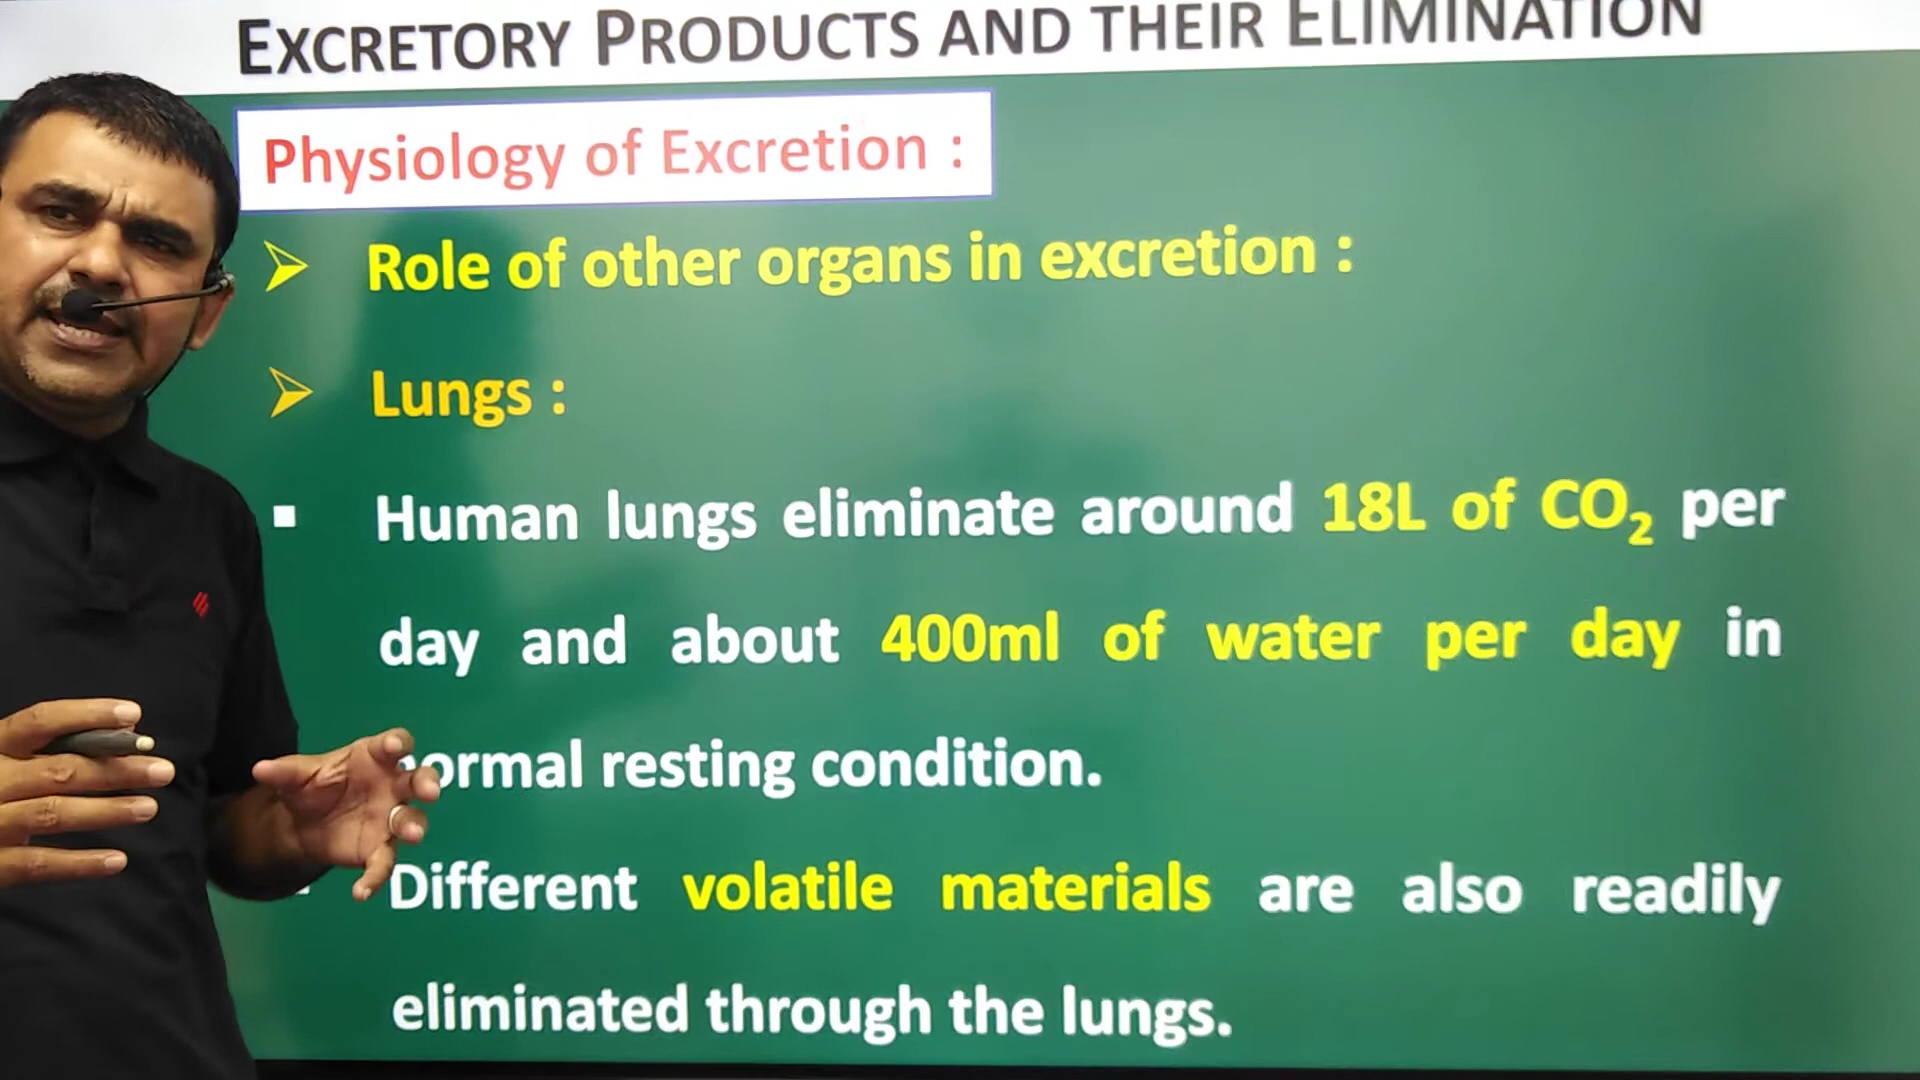 EXCRETORY PRODUCTS AND THEIR ELIMINATION
Physiology of Excretion :
Role of other organs in excretion :
Lungs :
Human lungs eliminate around 18L of CO₂ per
day and about 400ml of water per day in
normal resting condition.
Different volatile materials are also readily
eliminated through the lungs.